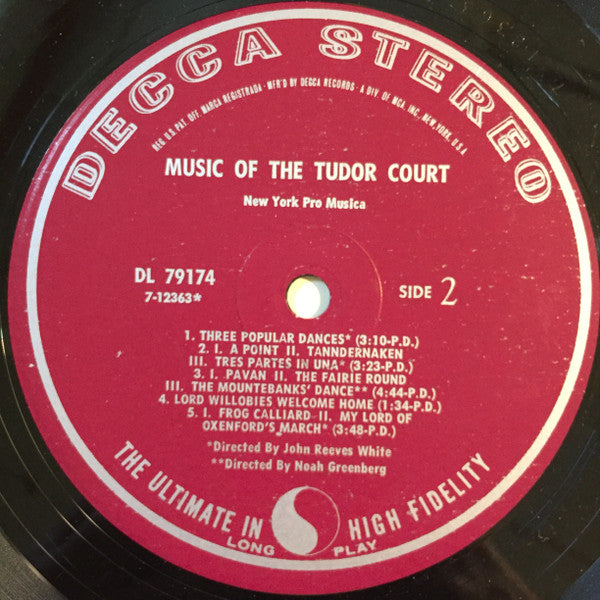 DECCA STEREO
REG. U.S. PAT. OFF. MARCA REGISTRADA · MFR'D BY DECCA RECORDS · A DIV. OF MCA, INC., NEW YORK, U.S.A.
MUSIC OF THE TUDOR COURT
New York Pro Musica
DL 79174
7-12363*
SIDE 2
1. THREE POPULAR DANCES* (3:10-P.D.)
2. I. A POINT II. TANNDERNAKEN
III. TRES PARTES IN UNA* (3:23-P.D.)
3. I. PAVAN II. THE FAIRIE ROUND
III. THE MOUNTEBANKS' DANCE** (4:44-P.D.)
4. LORD WILLOBIES WELCOME HOME (1:34-P.D.)
5. I. FROG CALLIARD II. MY LORD OF
OXENFORD'S MARCH* (3:48-P.D.)
*Directed By John Reeves White
**Directed By Noah Greenberg
THE ULTIMATE IN HIGH FIDELITY
LONG PLAY